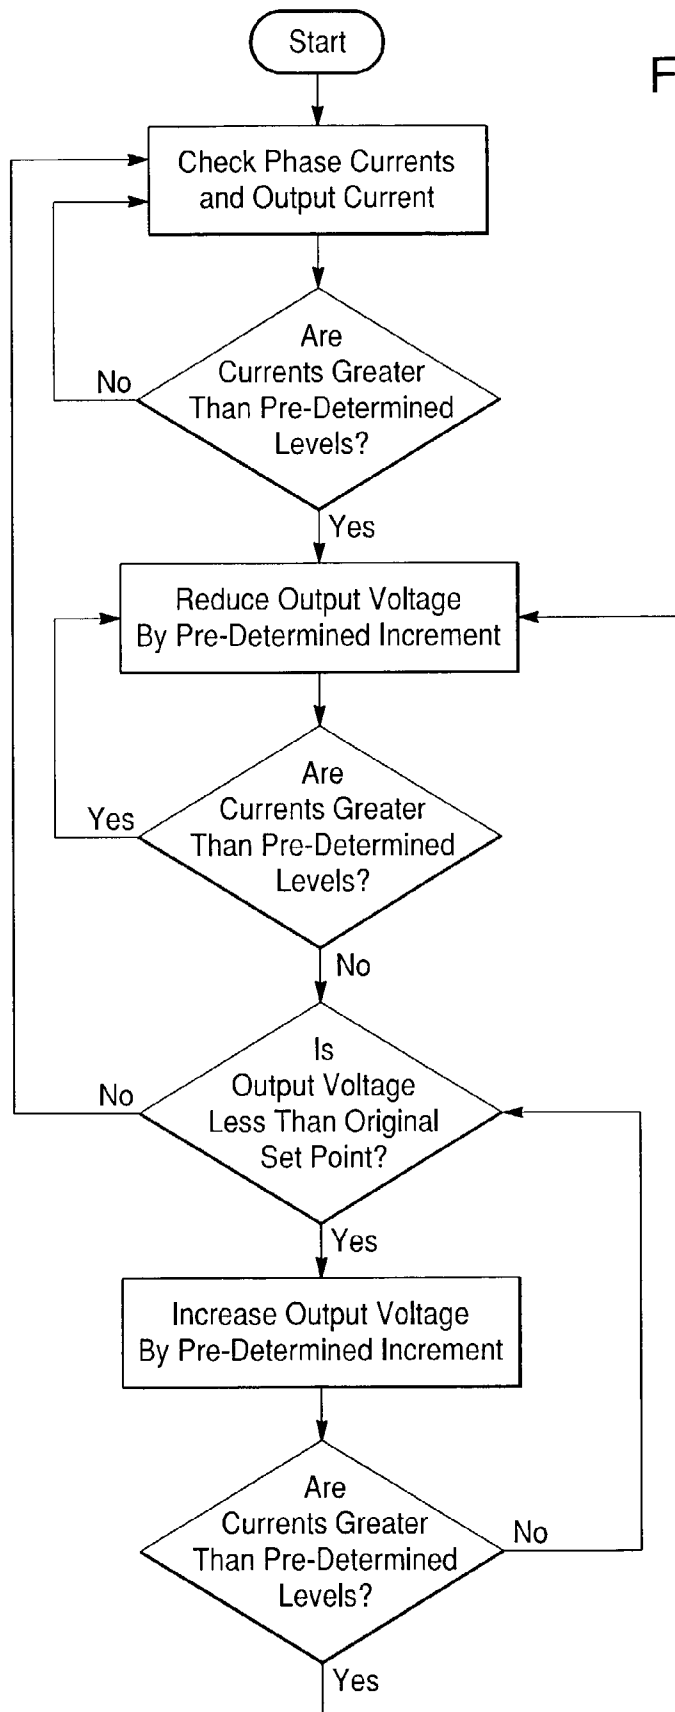 Start
F
Check Phase Currents
and Output Current
Are
Currents Greater
Than Pre-Determined
Levels?
No
Yes
Reduce Output Voltage
By Pre-Determined Increment
Are
Currents Greater
Than Pre-Determined
Levels?
Yes
No
Is
Output Voltage
Less Than Original
Set Point?
No
Yes
Increase Output Voltage
By Pre-Determined Increment
Are
Currents Greater
Than Pre-Determined
Levels?
No
Yes